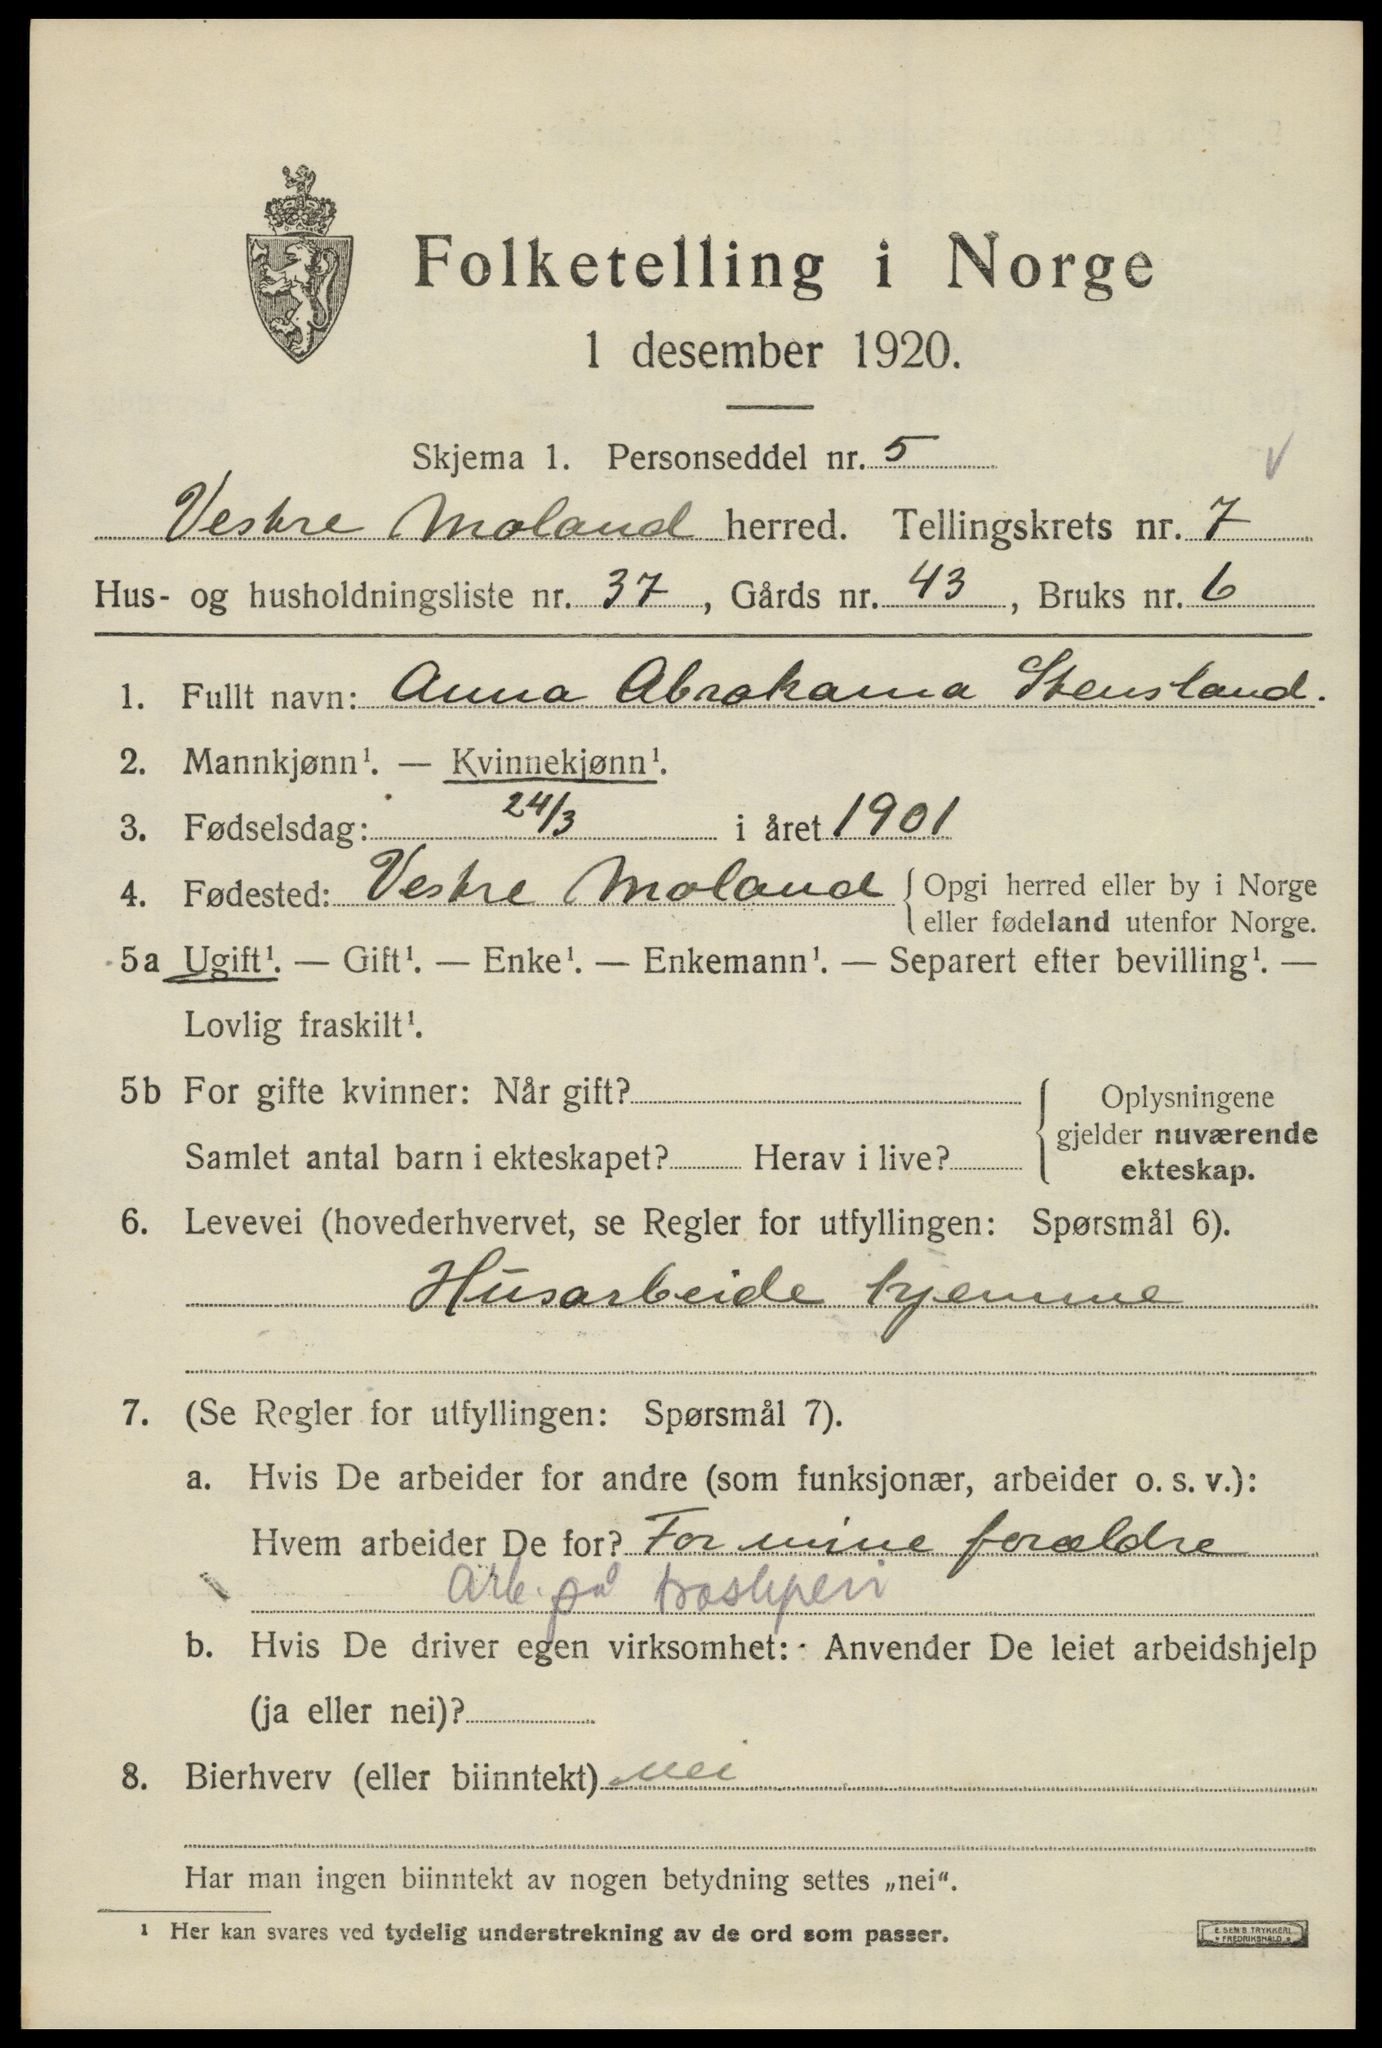 Folketelling i Norge
1 desember 1920.
Skjema 1. Personseddel nr. 5
Vestre Moland herred. Tellingskrets nr. 7
Hus- og husholdningsliste nr. 37, Gårds nr. 43, Bruks nr. 6
1. Fullt navn: Anna Abrahama Stensland.
2. Mannkjønn¹. — Kvinnekjønn¹.
3. Fødselsdag: 24/3 i året 1901
4. Fødested: Vestre Moland { Opgi herred eller by i Norge
eller fødeland utenfor Norge.
5a Ugift¹. — Gift¹. — Enke¹. — Enkemann¹. — Separert efter bevilling¹. —
Lovlig fraskilt¹.
5b For gifte kvinner: Når gift?
Samlet antal barn i ekteskapet? Herav i live?
Oplysningene
gjelder nuværende
ekteskap.
6. Levevei (hovederhvervet, se Regler for utfyllingen: Spørsmål 6).
Husarbeide hjemme
7. (Se Regler for utfyllingen: Spørsmål 7).
a. Hvis De arbeider for andre (som funksjonær, arbeider o. s. v.):
Hvem arbeider De for? For mine forældre
Arb. på
b. Hvis De driver egen virksomhet: Anvender De leiet arbeidshjelp
(ja eller nei)?
8. Bierhverv (eller biinntekt) nei
Har man ingen biinntekt av nogen betydning settes „nei“.
¹ Her kan svares ved tydelig understrekning av de ord som passer.
E. SEM'S TRYKKERI
FREDRIKSHALD